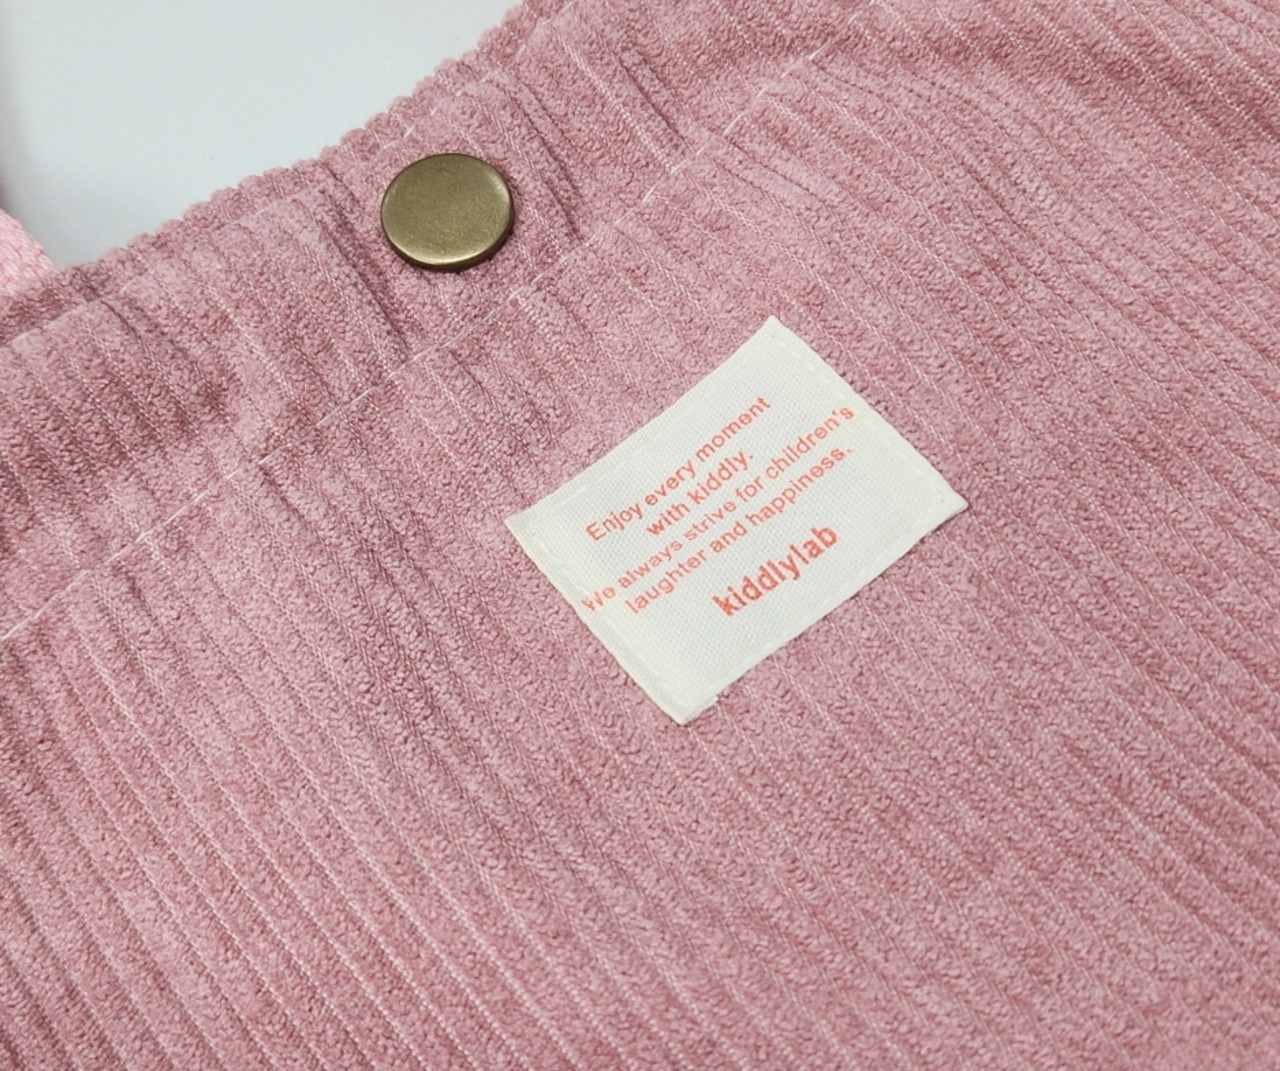 Enjoy every moment
with kiddly.
We always strive for children's
laughter and happiness.
kiddlylab